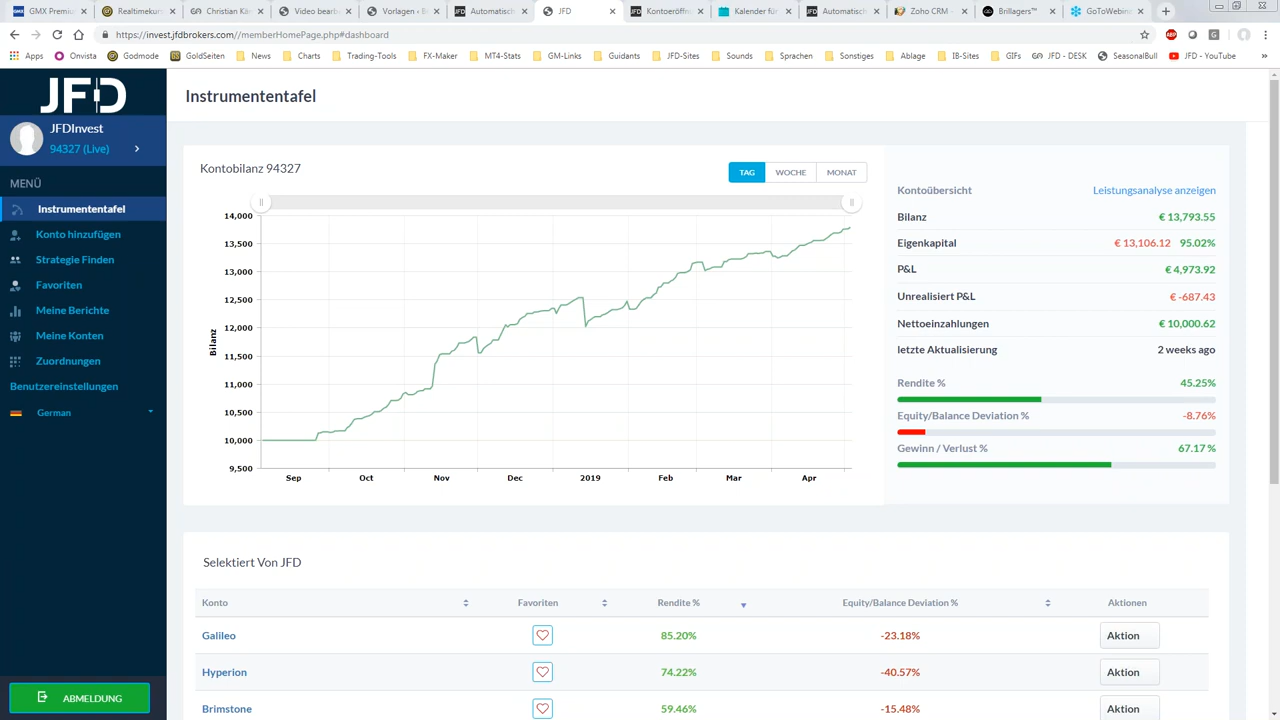 GMX Premium
Realtimekurs
Christian Kä
Video bearb
Vorlagen ‹ B
Automatisch
JFD
Kontoeröffn
Kalender für
Automatisch
Zoho CRM -
Brillagers™
GoToWebin
https://invest.jfdbrokers.com//memberHomePage.php#dashboard
ABP
G
Apps
Onvista
Godmode
GoldSeiten
News
Charts
Trading-Tools
FX-Maker
MT4-Stats
GM-Links
Guidants
JFD-Sites
Sounds
Sprachen
Sonstiges
Ablage
IB-Sites
GIFs
JFD - DESK
SeasonalBull
JFD - YouTube
»
JFD
JFDInvest
94327 (Live)
MENÜ
Instrumententafel
Konto hinzufügen
Strategie Finden
Favoriten
Meine Berichte
Meine Konten
Zuordnungen
Benutzereinstellungen
German
ABMELDUNG
Instrumententafel
Kontobilanz 94327
TAG
WOCHE
MONAT
14,000
13,500
13,000
12,500
12,000
11,500
11,000
10,500
10,000
9,500
Bilanz
Sep
Oct
Nov
Dec
2019
Feb
Mar
Apr
Kontoübersicht
Leistungsanalyse anzeigen
Bilanz
€ 13,793.55
Eigenkapital
€ 13,106.12 95.02%
P&L
€ 4,973.92
Unrealisiert P&L
€ -687.43
Nettoeinzahlungen
€ 10,000.62
letzte Aktualisierung
2 weeks ago
Rendite %
45.25%
Equity/Balance Deviation %
-8.76%
Gewinn / Verlust %
67.17 %
Selektiert Von JFD
Konto
Favoriten
Rendite %
Equity/Balance Deviation %
Aktionen
Galileo
85.20%
-23.18%
Aktion
Hyperion
74.22%
-40.57%
Aktion
Brimstone
59.46%
-15.48%
Aktion